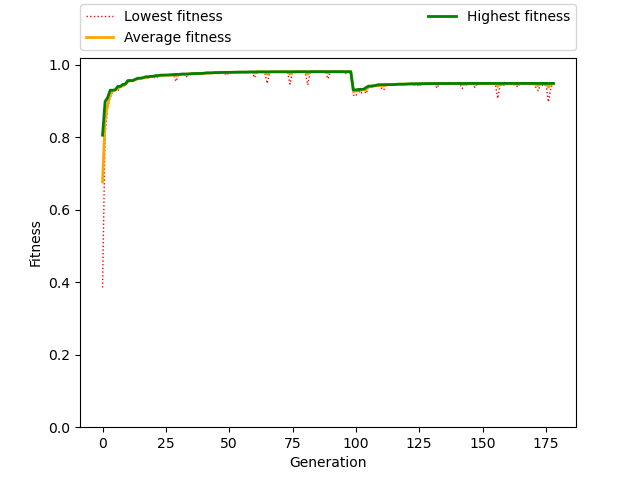 Lowest fitness
Average fitness
Highest fitness
1.0
0.8
0.6
0.4
0.2
0.0
Fitness
0 25 50 75 100 125 150 175
Generation